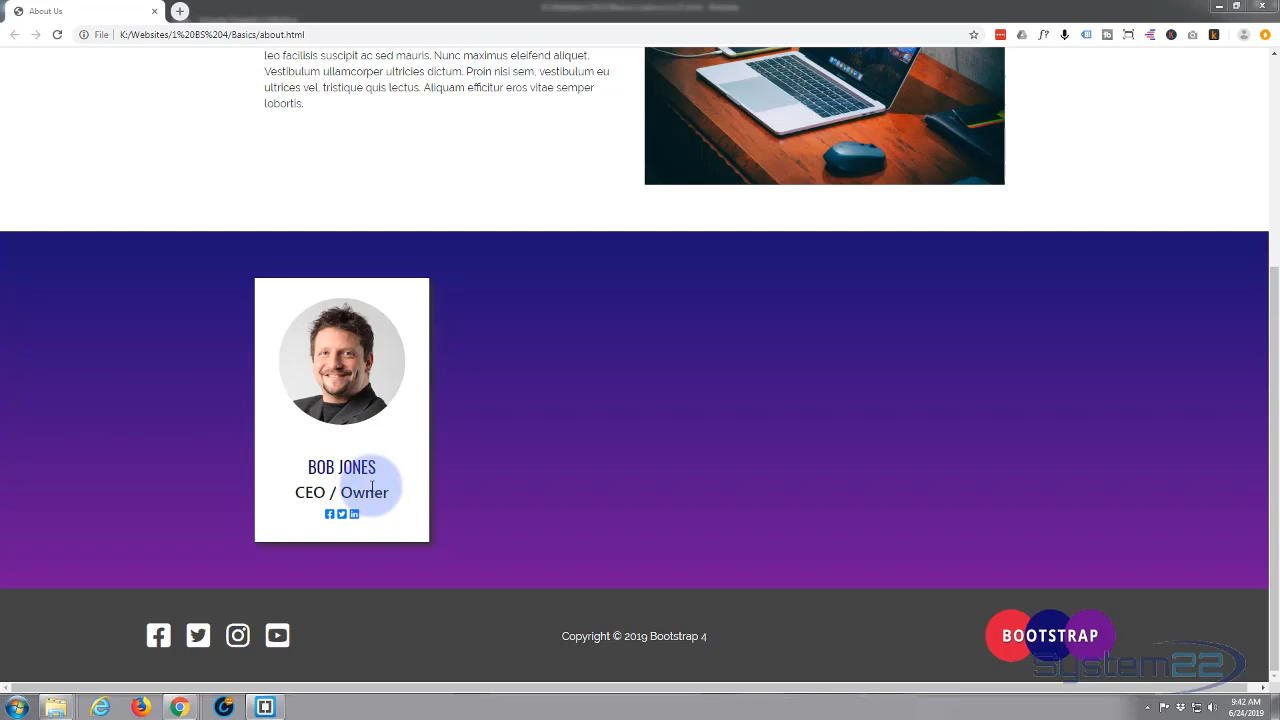 About Us
File
K:/Websites/1%20BS%204/Basics/about.html
leo facilisis suscipit ac sed mauris. Nunc maximus eleifend aliquet.
Vestibulum ullamcorper ultricies dictum. Proin nisi sem, vestibulum eu
ultrices vel, tristique quis lectus. Aliquam efficitur eros vitae semper
lobortis.
BOB JONES
CEO / Owner
Copyright © 2019 Bootstrap 4
BOOTSTRAP
System22
9:42 AM
6/24/2019